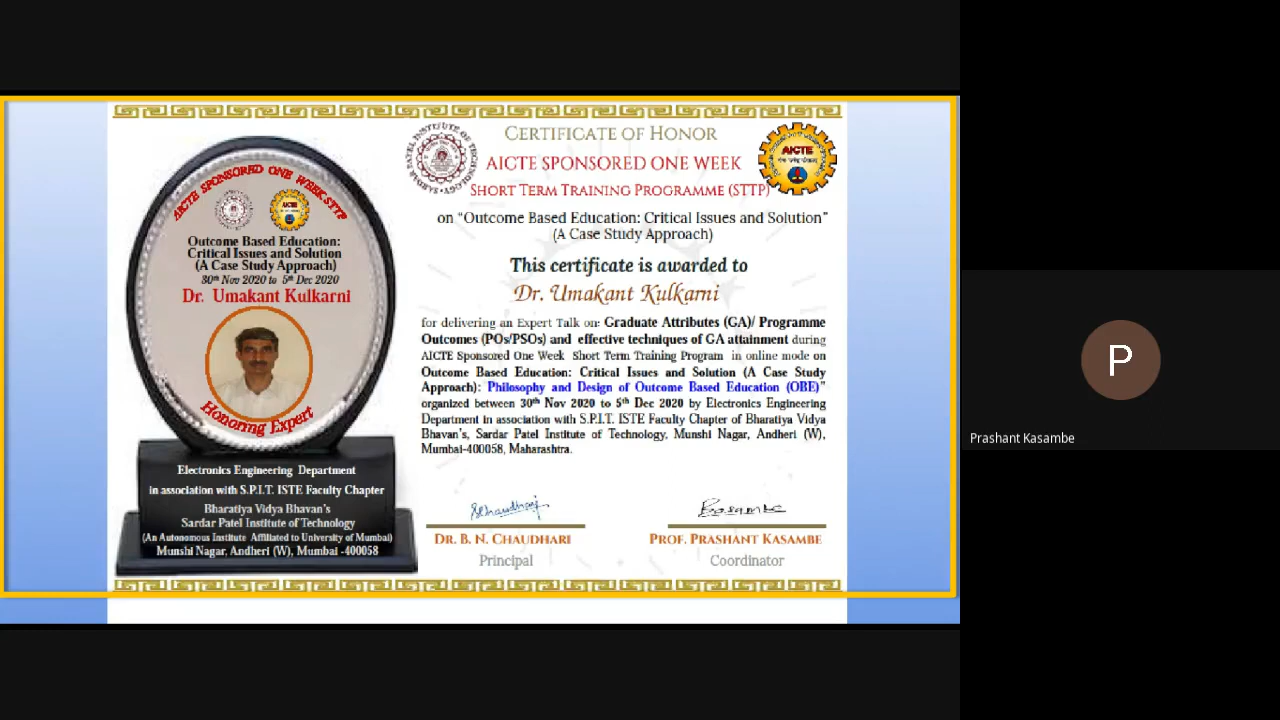 AICTE SPONSORED ONE WEEK STTP
Outcome Based Education:
Critical Issues and Solution
(A Case Study Approach)
30th Nov 2020 to 5th Dec 2020
Dr. Umakant Kulkarni
Honoring Expert
Electronics Engineering Department
in association with S.P.I.T. ISTE Faculty Chapter
Bharatiya Vidya Bhavan's
Sardar Patel Institute of Technology
(An Autonomous Institute Affiliated to University of Mumbai)
Munshi Nagar, Andheri (W), Mumbai -400058
SARDAR PATEL INSTITUTE OF TECHNOLOGY
AICTE
CERTIFICATE OF HONOR
AICTE SPONSORED ONE WEEK
SHORT TERM TRAINING PROGRAMME (STTP)
on "Outcome Based Education: Critical Issues and Solution"
(A Case Study Approach)
This certificate is awarded to
Dr. Umakant Kulkarni
for delivering an Expert Talk on: Graduate Attributes (GA)/ Programme
Outcomes (POs/PSOs) and effective techniques of GA attainment during
AICTE Sponsored One Week Short Term Training Program in online mode on
Outcome Based Education: Critical Issues and Solution (A Case Study
Approach): Philosophy and Design of Outcome Based Education (OBE)"
organized between 30th Nov 2020 to 5th Dec 2020 by Electronics Engineering
Department in association with S.P.I.T. ISTE Faculty Chapter of Bharatiya Vidya
Bhavan's, Sardar Patel Institute of Technology, Munshi Nagar, Andheri (W),
Mumbai-400058, Maharashtra.
DR. B. N. CHAUDHARI
Principal
PROF. PRASHANT KASAMBE
Coordinator
P
Prashant Kasambe